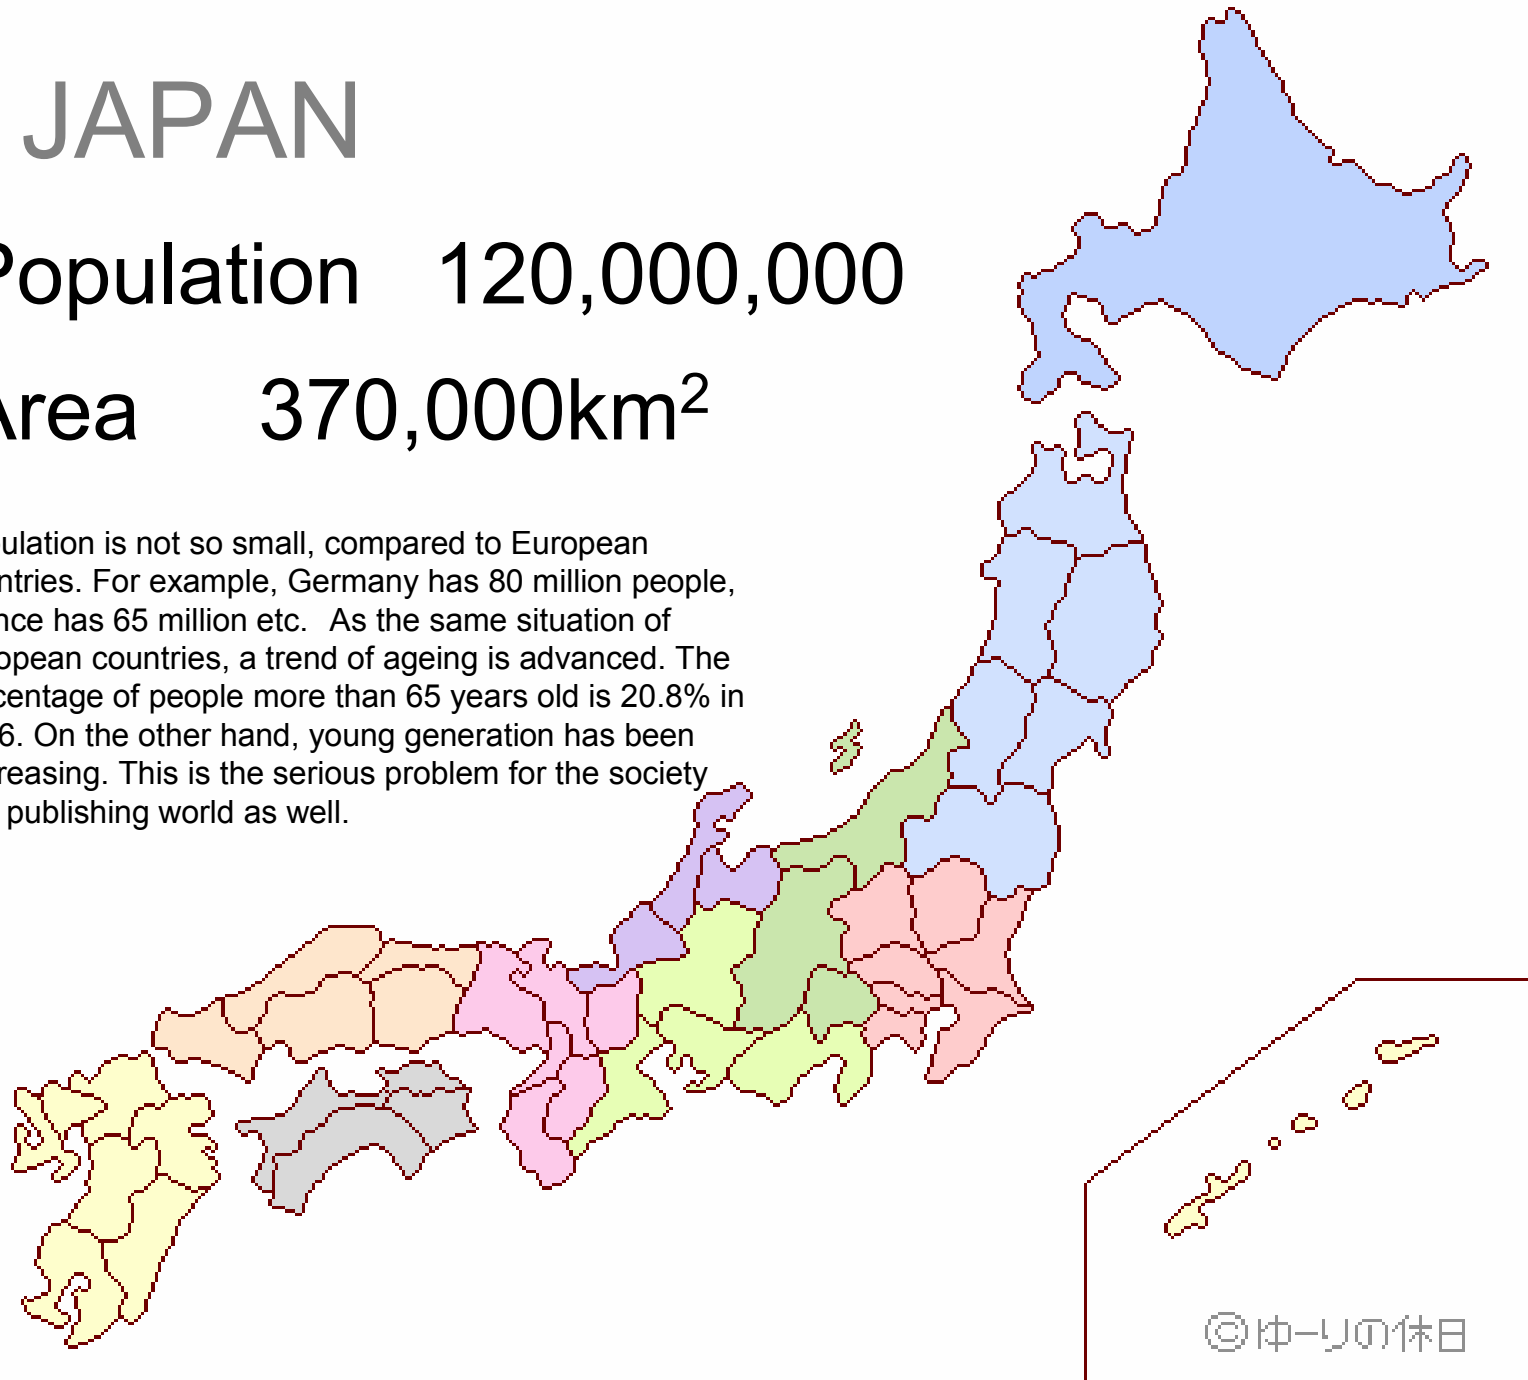 JAPAN
Population 120,000,000
Area 370,000km²
ulation is not so small, compared to European
ntries. For example, Germany has 80 million people,
nce has 65 million etc. As the same situation of
opean countries, a trend of ageing is advanced. The
centage of people more than 65 years old is 20.8% in
6. On the other hand, young generation has been
reasing. This is the serious problem for the society
publishing world as well.
©ゆーりの休日